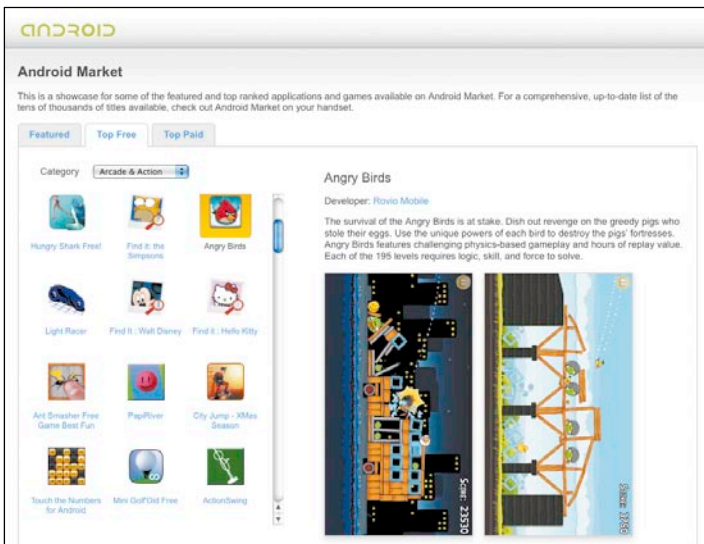 android
Android Market
This is a showcase for some of the featured and top ranked applications and games available on Android Market. For a comprehensive, up-to-date list of the
tens of thousands of titles available, check out Android Market on your handset.
Featured Top Free Top Paid
Category Arcade & Action
Hungry Shark Free!
Find It: the
Simpsons
Angry Birds
Light Racer
Find It : Walt Disney
Find it : Hello Kitty
Ant Smasher Free
Game Best Fun
PapiRiver
City Jump - XMas
Season
Touch the Numbers
for Android
Mini Golf'Oid Free
ActionSwing
Angry Birds
Developer: Rovio Mobile
The survival of the Angry Birds is at stake. Dish out revenge on the greedy pigs who
stole their eggs. Use the unique powers of each bird to destroy the pigs' fortresses.
Angry Birds features challenging physics-based gameplay and hours of replay value.
Each of the 195 levels requires logic, skill, and force to solve.
SCORE: 23530
SCORE: